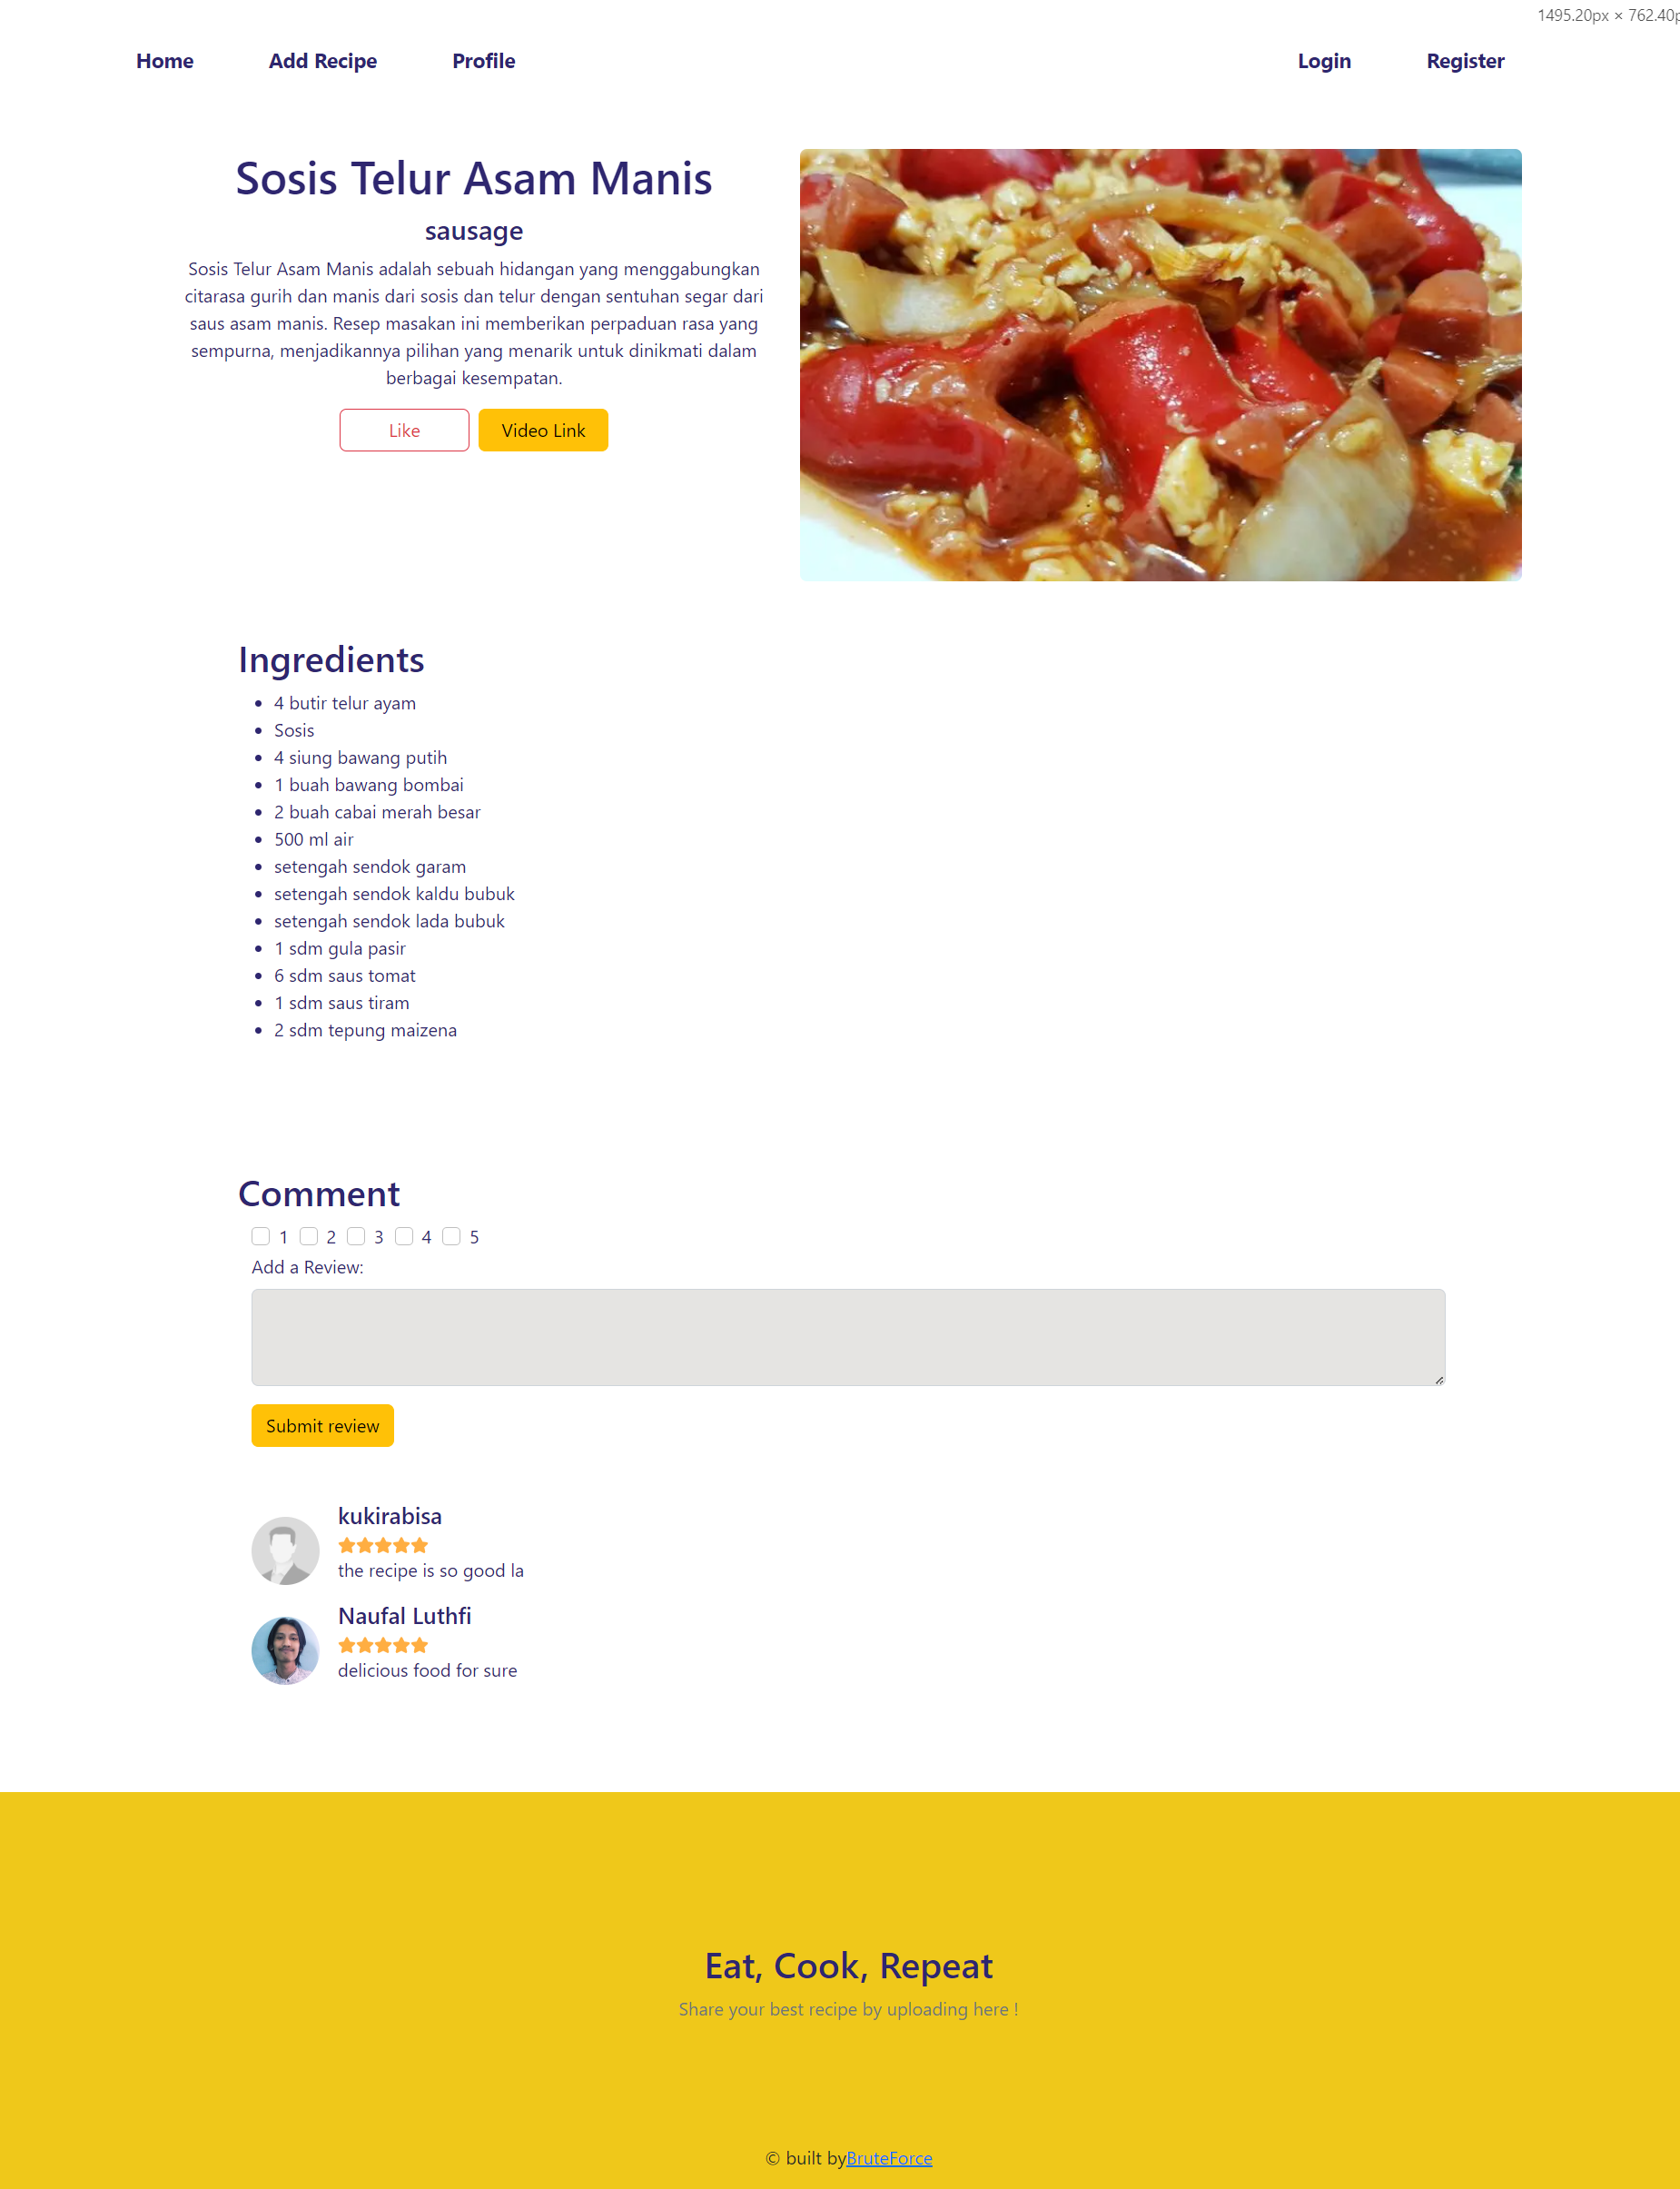 1495.20px × 762.40p
Home Add Recipe Profile Login Register
Sosis Telur Asam Manis
sausage
Sosis Telur Asam Manis adalah sebuah hidangan yang menggabungkan
citarasa gurih dan manis dari sosis dan telur dengan sentuhan segar dari
saus asam manis. Resep masakan ini memberikan perpaduan rasa yang
sempurna, menjadikannya pilihan yang menarik untuk dinikmati dalam
berbagai kesempatan.
Like Video Link
Ingredients
• 4 butir telur ayam
• Sosis
• 4 siung bawang putih
• 1 buah bawang bombai
• 2 buah cabai merah besar
• 500 ml air
• setengah sendok garam
• setengah sendok kaldu bubuk
• setengah sendok lada bubuk
• 1 sdm gula pasir
• 6 sdm saus tomat
• 1 sdm saus tiram
• 2 sdm tepung maizena
Comment
1 2 3 4 5
Add a Review:
Submit review
kukirabisa
the recipe is so good la
Naufal Luthfi
delicious food for sure
Eat, Cook, Repeat
Share your best recipe by uploading here !
© built byBruteForce